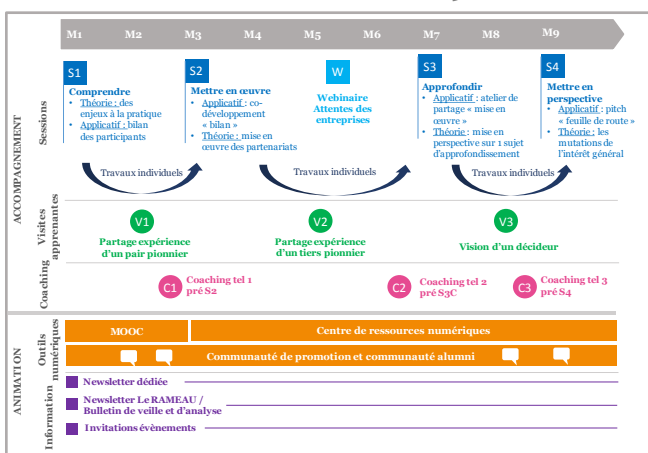 M1 M2 M3 M4 M5 M6 M7 M8 M9
ACCOMPAGNEMENT
Sessions
S1
Comprendre
• Théorie : des
enjeux à la pratique
• Applicatif : bilan
des participants
S2
Mettre en œuvre
• Applicatif : co-
développement
« bilan »
• Théorie : mise en
œuvre des partenariats
W
Webinaire
Attentes des
entreprises
S3
Approfondir
• Applicatif : atelier de
partage « mise en
œuvre »
• Théorie : mise en
perspective sur 1 sujet
d'approfondissement
S4
Mettre en
perspective
• Applicatif : pitch
« feuille de route »
• Théorie : les
mutations de
l'intérêt général
Travaux individuels
Travaux individuels
Travaux individuels
Visites
apprenantes
V1
Partage expérience
d'un pair pionnier
V2
Partage expérience
d'un tiers pionnier
V3
Vision d'un décideur
Coaching
C1
Coaching tel 1
pré S2
C2
Coaching tel 2
pré S3C
C3
Coaching tel 3
pré S4
ANIMATION
Outils
numériques
MOOC
Centre de ressources numériques
Communauté de promotion et communauté alumni
Information
Newsletter dédiée
Newsletter Le RAMEAU /
Bulletin de veille et d'analyse
Invitations évènements